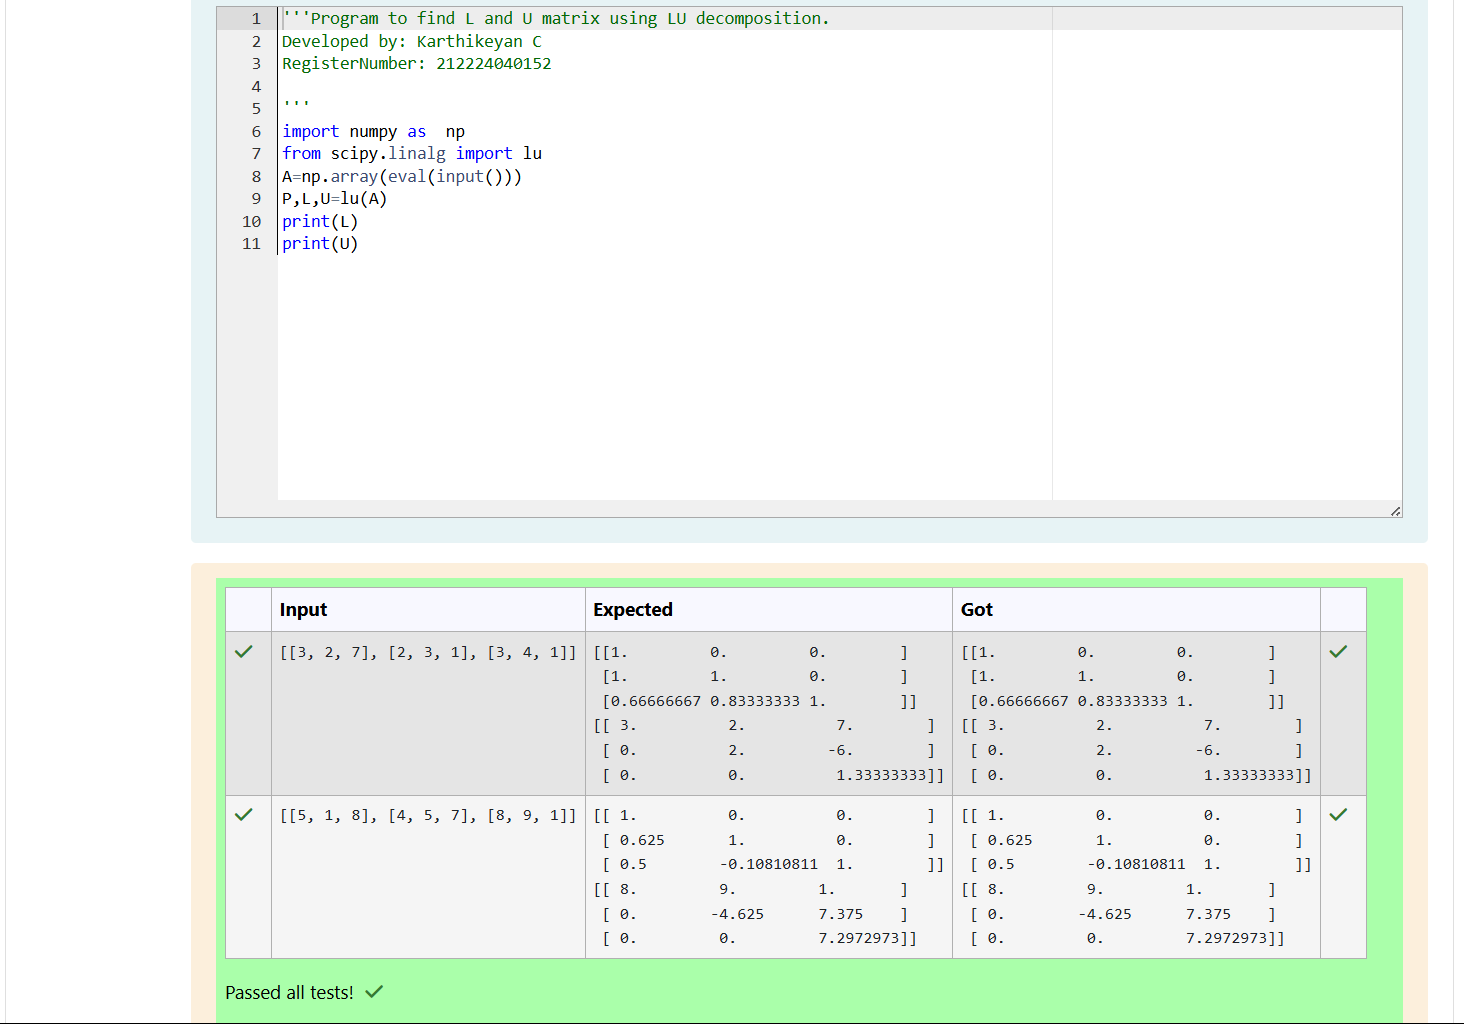 1 '''Program to find L and U matrix using LU decomposition.
2 Developed by: Karthikeyan C
3 RegisterNumber: 212224040152
4
5 '''
6 import numpy as  np
7 from scipy.linalg import lu
8 A=np.array(eval(input()))
9 P,L,U=lu(A)
10 print(L)
11 print(U)
Input Expected Got
[[3, 2, 7], [2, 3, 1], [3, 4, 1]] [[1.         0.         0.        ] [[1.         0.         0.        ]
[1.         1.         0.        ] [1.         1.         0.        ]
[0.66666667 0.83333333 1.        ]] [0.66666667 0.83333333 1.        ]]
[[ 3.          2.          7.        ] [[ 3.          2.          7.        ]
[ 0.          2.         -6.        ] [ 0.          2.         -6.        ]
[ 0.          0.          1.33333333]] [ 0.          0.          1.33333333]]
[[5, 1, 8], [4, 5, 7], [8, 9, 1]] [[ 1.          0.          0.        ] [[ 1.          0.          0.        ]
[ 0.625       1.          0.        ] [ 0.625       1.          0.        ]
[ 0.5        -0.10810811  1.        ]] [ 0.5        -0.10810811  1.        ]]
[[ 8.         9.         1.       ] [[ 8.         9.         1.       ]
[ 0.        -4.625      7.375    ] [ 0.        -4.625      7.375    ]
[ 0.         0.         7.2972973]] [ 0.         0.         7.2972973]]
Passed all tests!